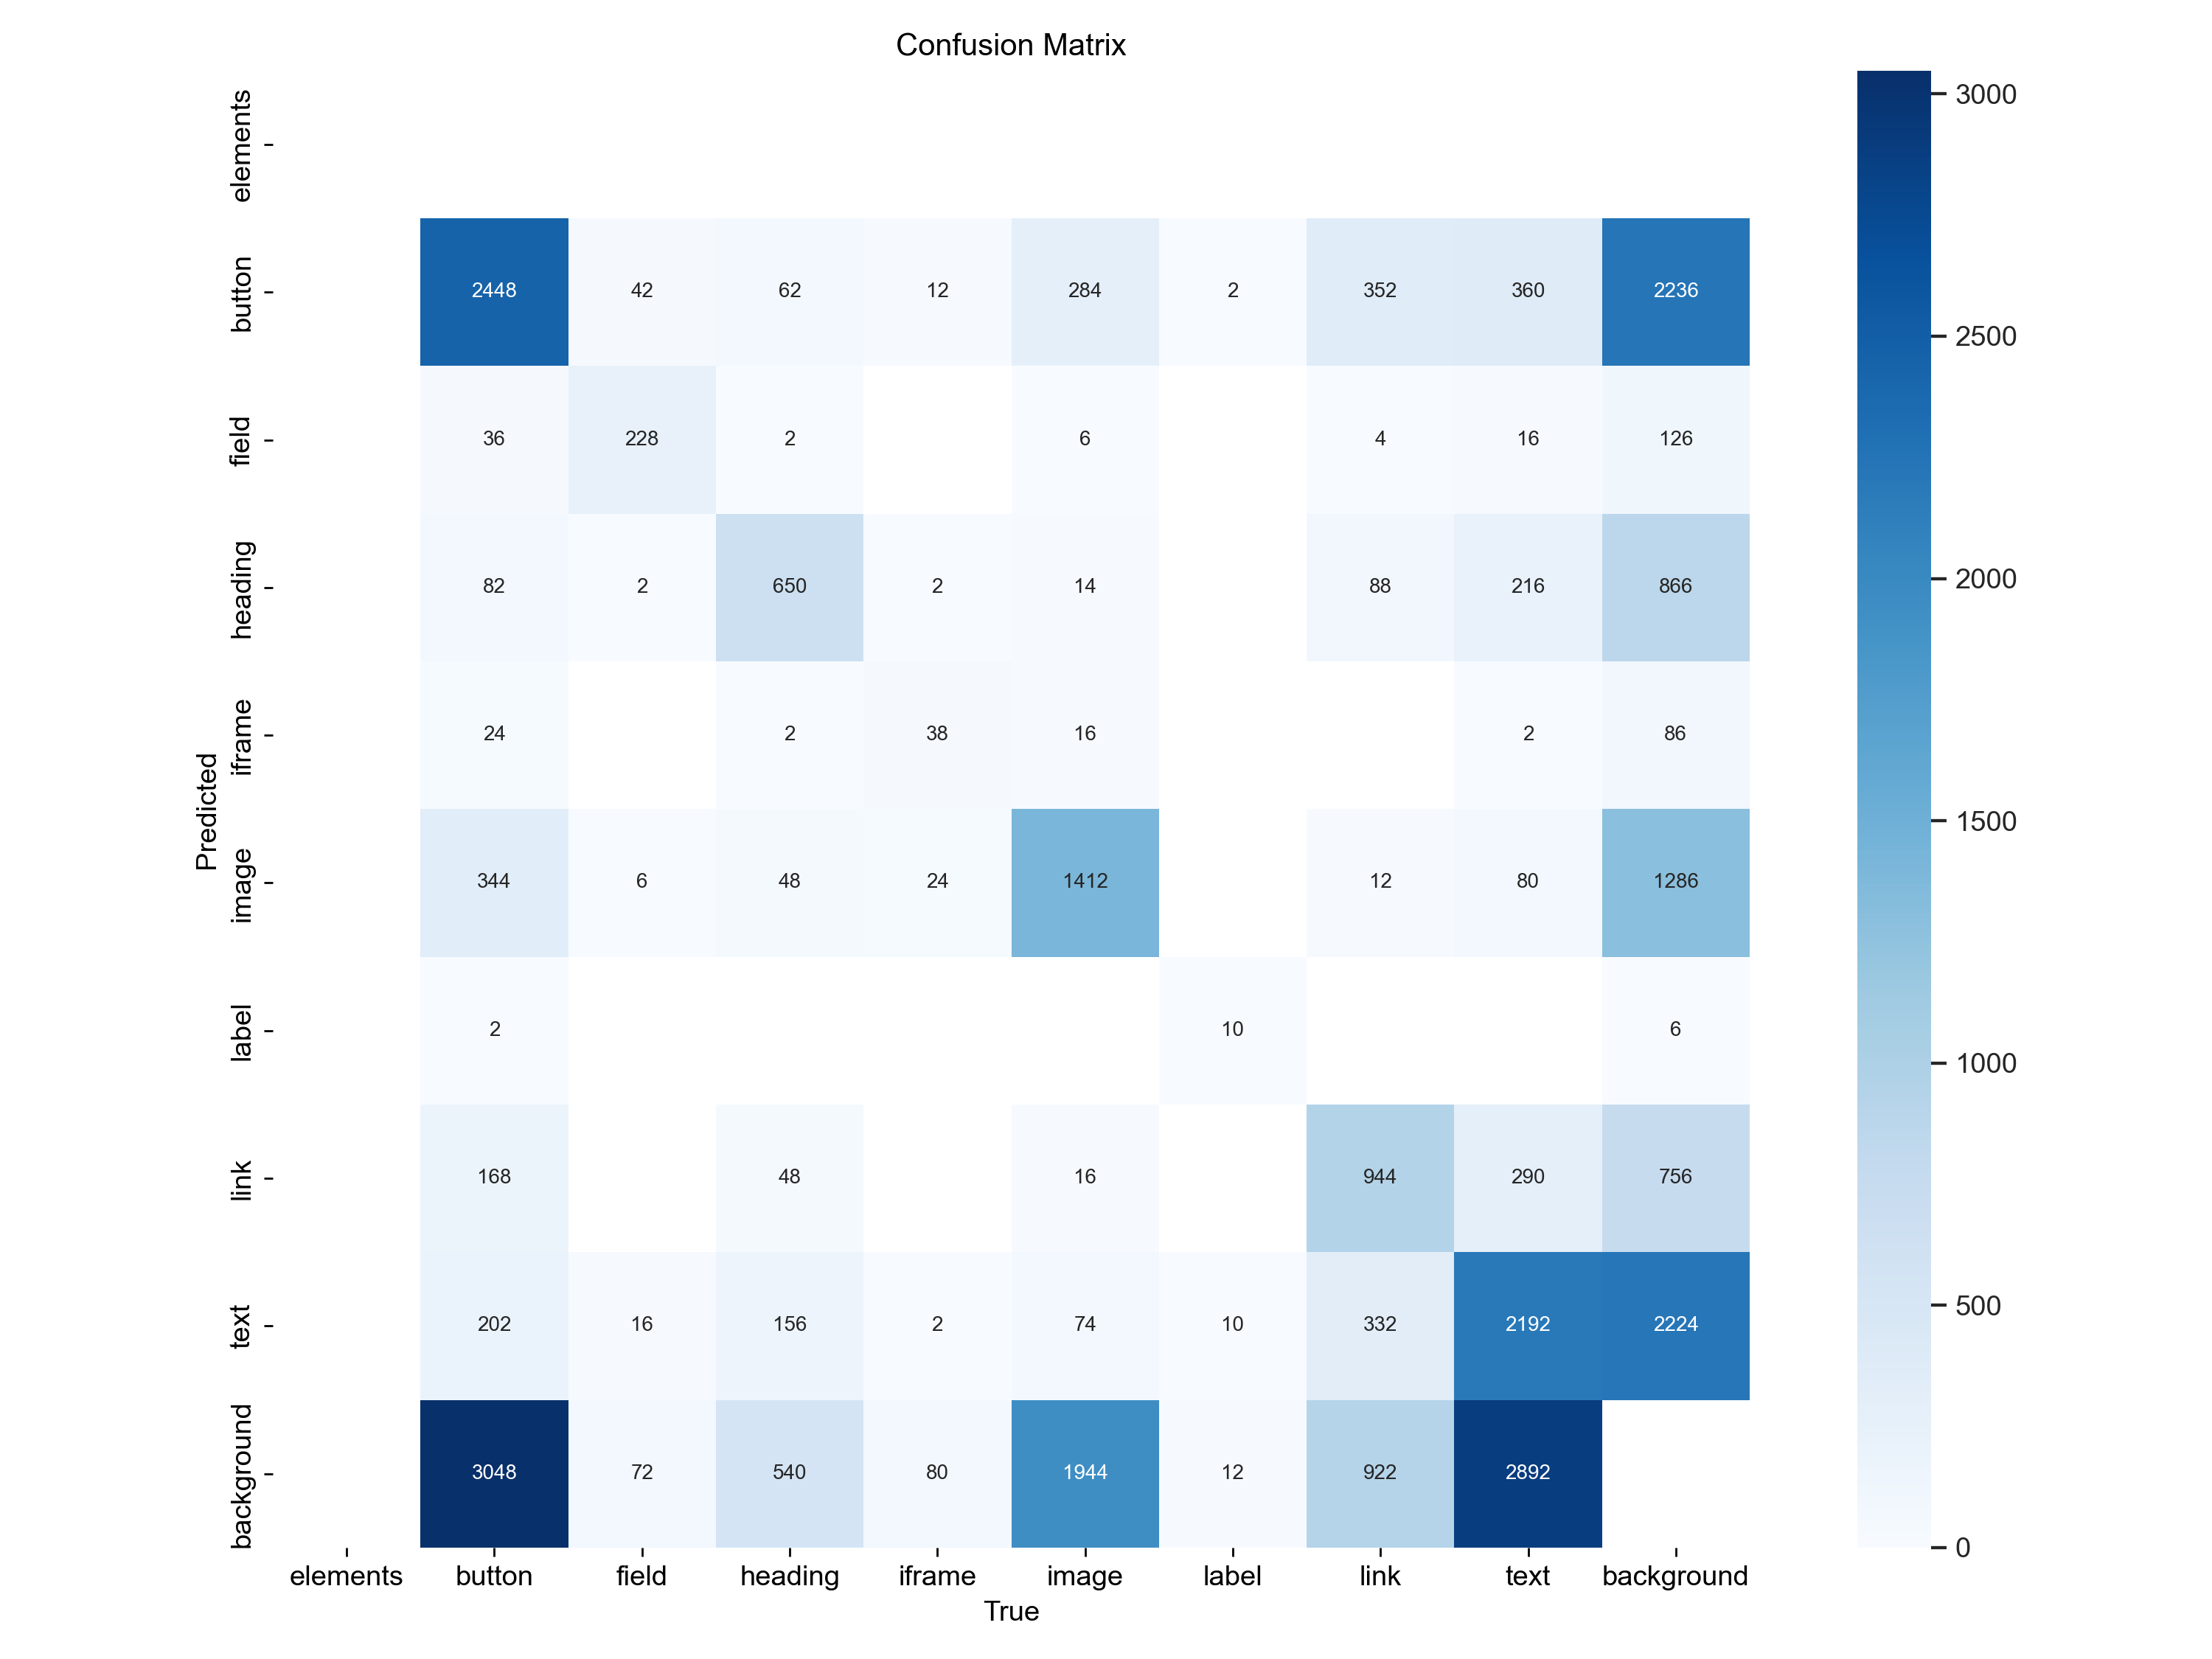 Confusion Matrix
elements
button 2448 42 62 12 284 2 352 360 2236
field 36 228 2 6 4 16 126
heading 82 2 650 2 14 88 216 866
iframe 24 2 38 16 2 86
image 344 6 48 24 1412 12 80 1286
label 2 10 6
link 168 48 16 944 290 756
text 202 16 156 2 74 10 332 2192 2224
background 3048 72 540 80 1944 12 922 2892
Predicted
elements button field heading iframe image label link text background
True
3000
2500
2000
1500
1000
500
0